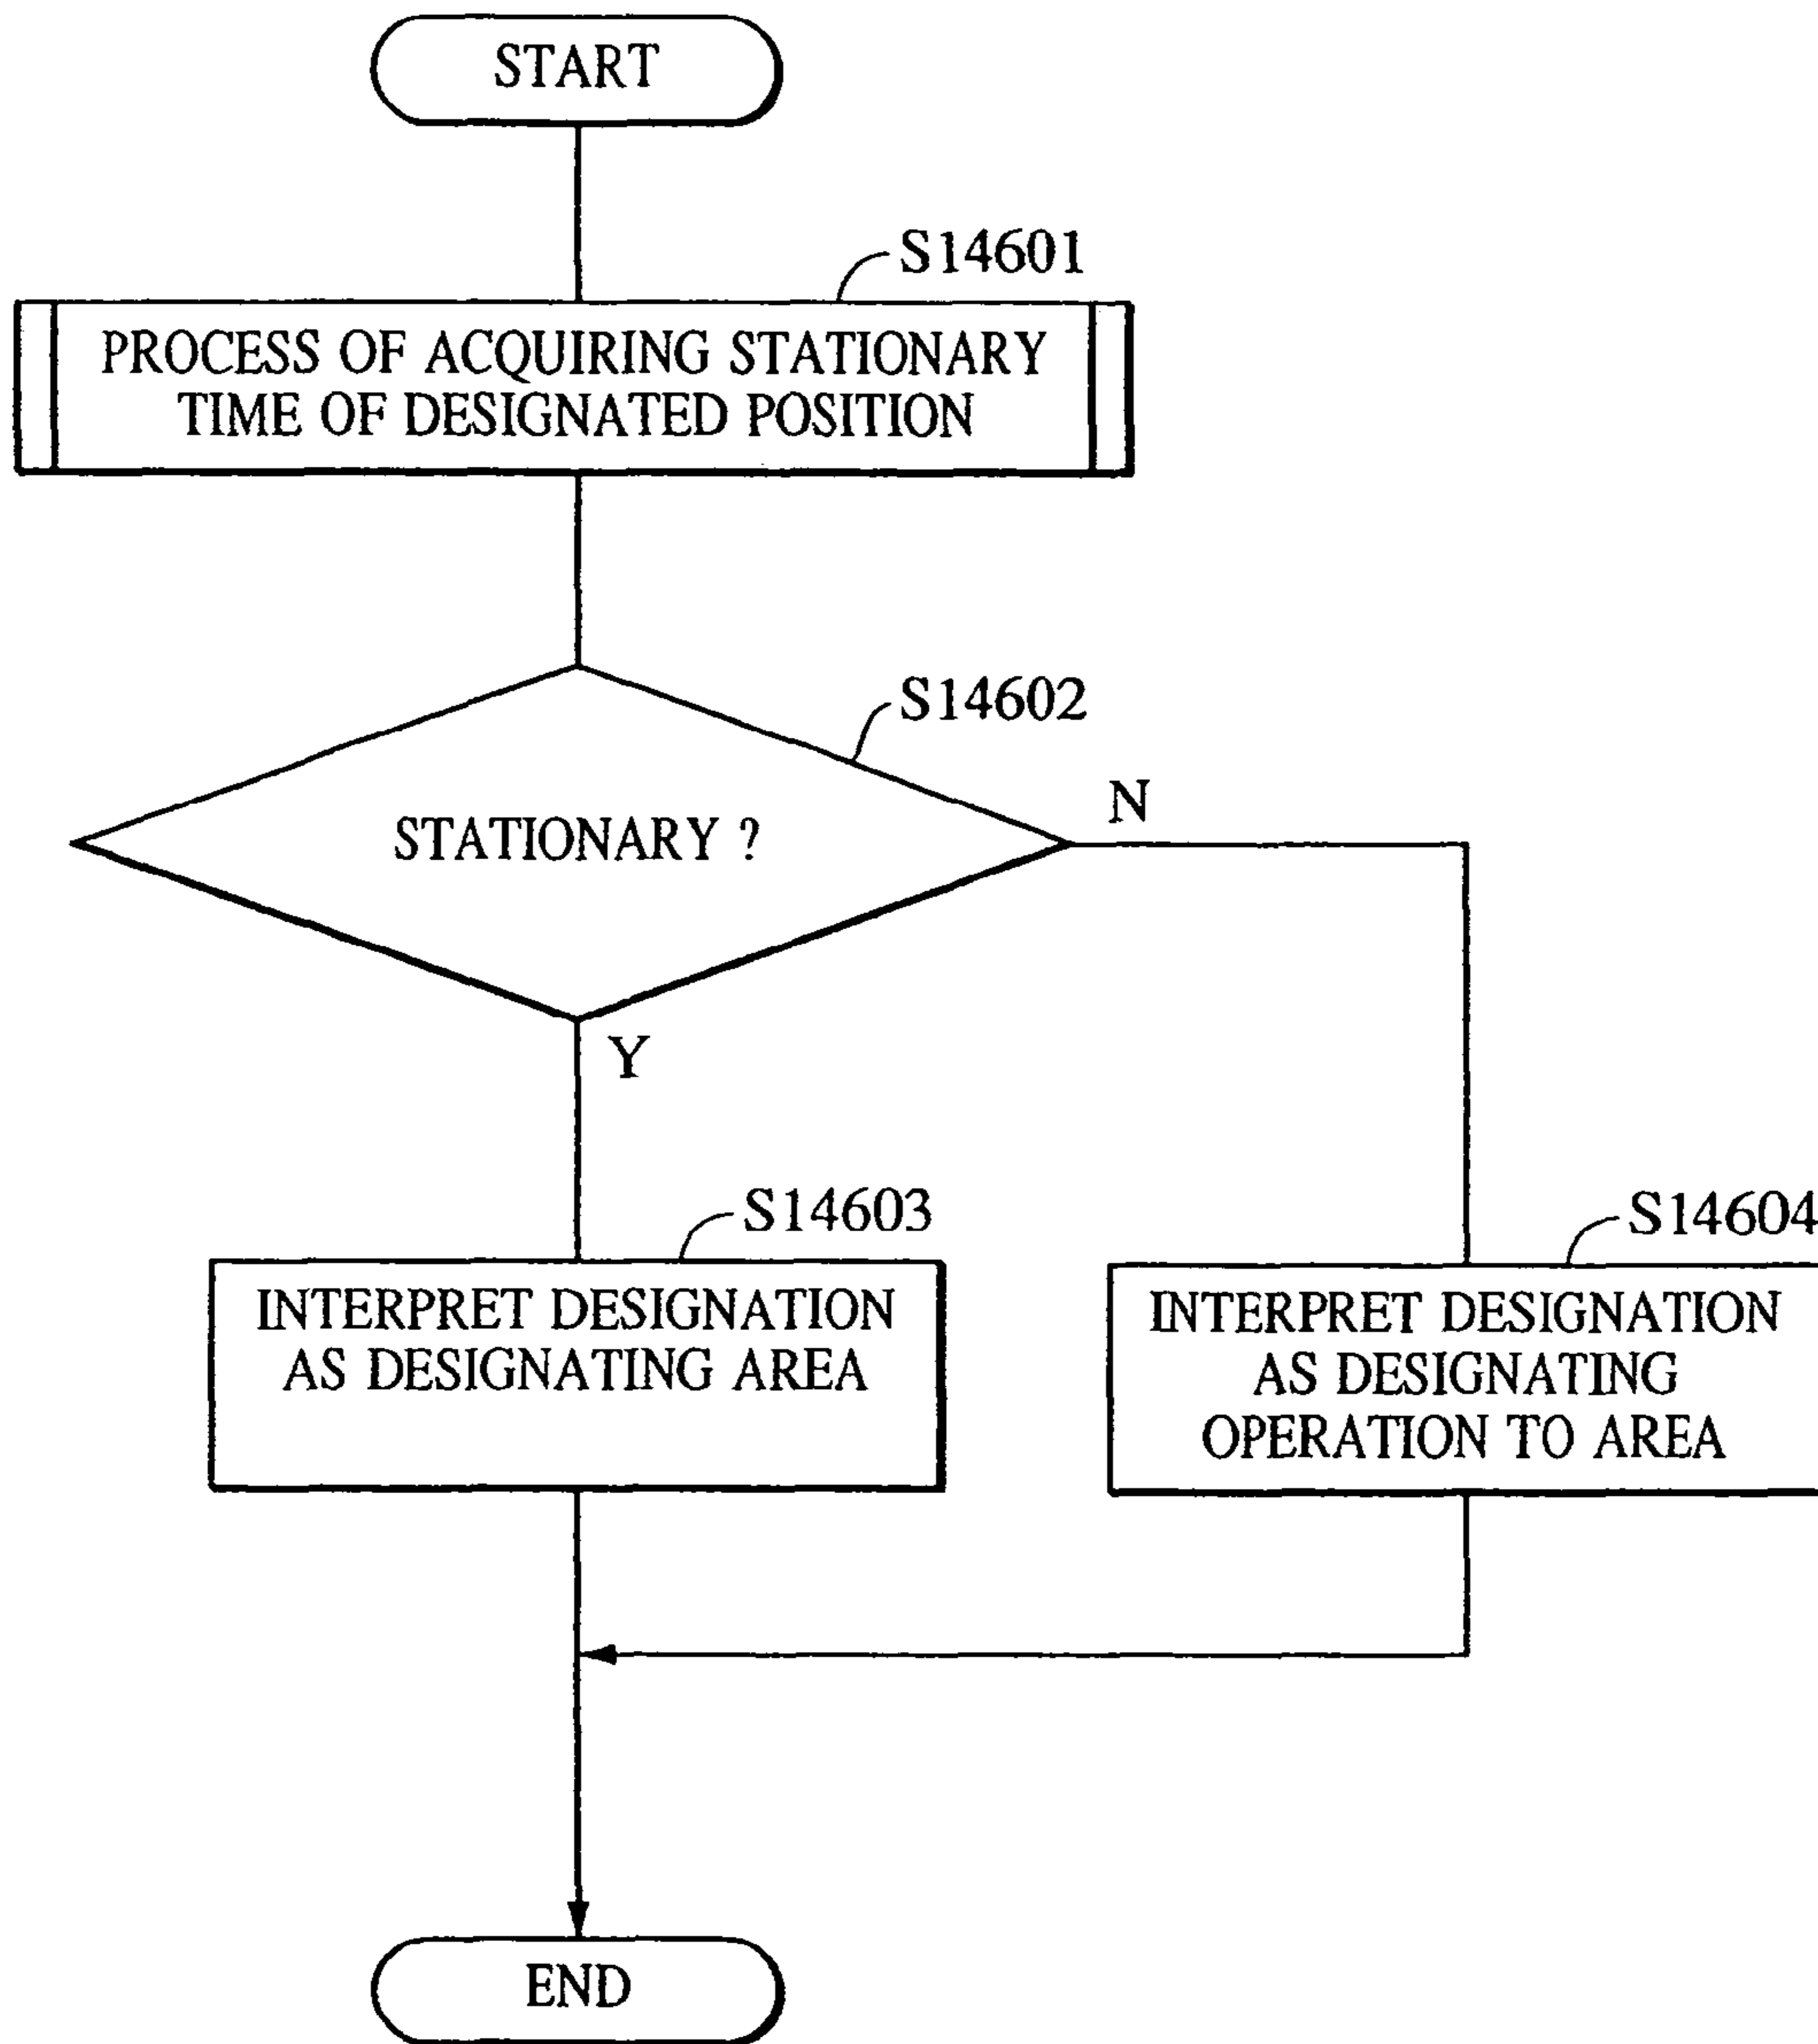 START
S14601
PROCESS OF ACQUIRING STATIONARY
TIME OF DESIGNATED POSITION
S14602
STATIONARY ?
N
Y
S14603
INTERPRET DESIGNATION
AS DESIGNATING AREA
S14604
INTERPRET DESIGNATION
AS DESIGNATING
OPERATION TO AREA
END